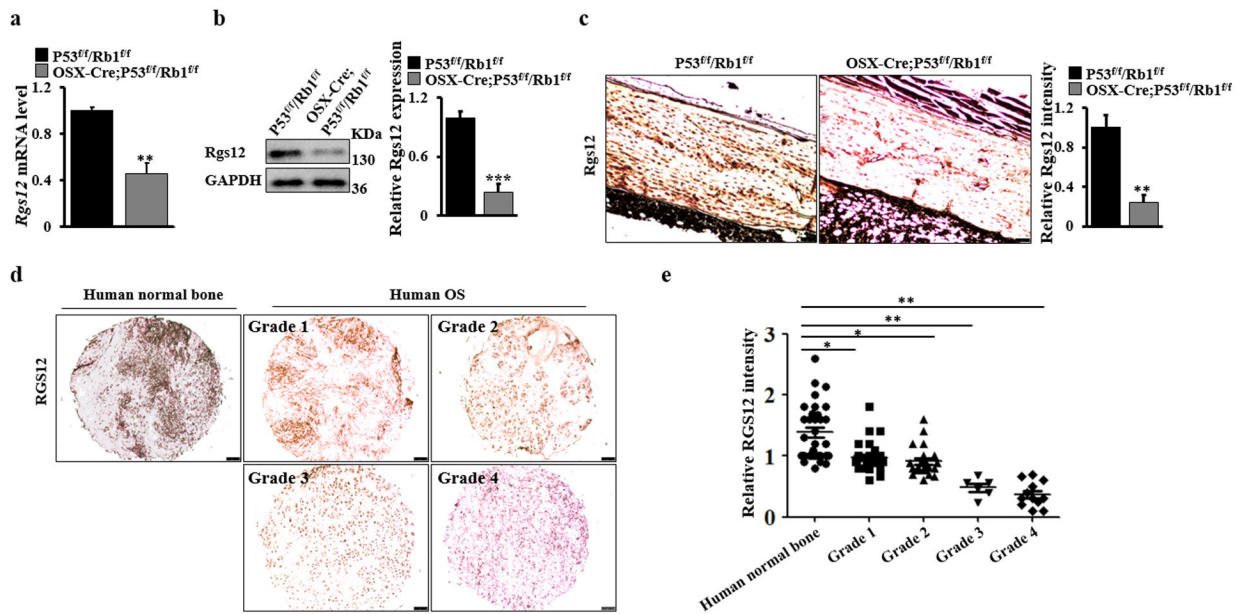 a
P53f/f/Rb1f/f
OSX-Cre;P53f/f/Rb1f/f
Rgs12 mRNA level
1.2
0.8
0.4
0
**
b
P53f/f/Rb1f/f
OSX-Cre;
P53f/f/Rb1f/f
KDa
Rgs12
130
GAPDH
36
P53f/f/Rb1f/f
OSX-Cre;P53f/f/Rb1f/f
Relative Rgs12 expression
1.2
0.6
0
***
c
P53f/f/Rb1f/f
OSX-Cre;P53f/f/Rb1f/f
Rgs12
P53f/f/Rb1f/f
OSX-Cre;P53f/f/Rb1f/f
Relative Rgs12 intensity
1.2
0.8
0.4
0
**
d
Human normal bone
Human OS
RGS12
Grade 1
Grade 2
Grade 3
Grade 4
e
**
**
*
*
Relative RGS12 intensity
3
2
1
0
Human normal bone
Grade 1
Grade 2
Grade 3
Grade 4